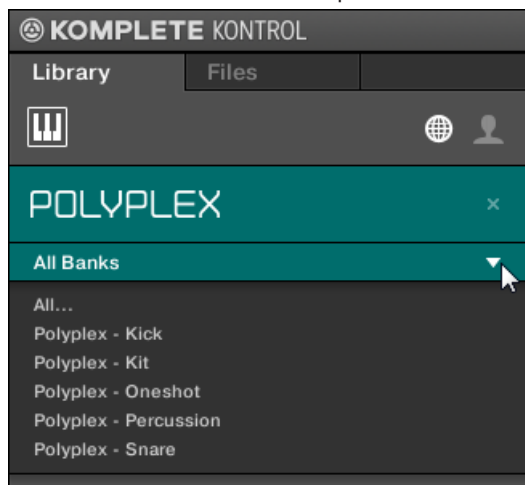 KOMPLETE KONTROL
Library Files
POLYPLEX ×
All Banks
All...
Polyplex - Kick
Polyplex - Kit
Polyplex - Oneshot
Polyplex - Percussion
Polyplex - Snare